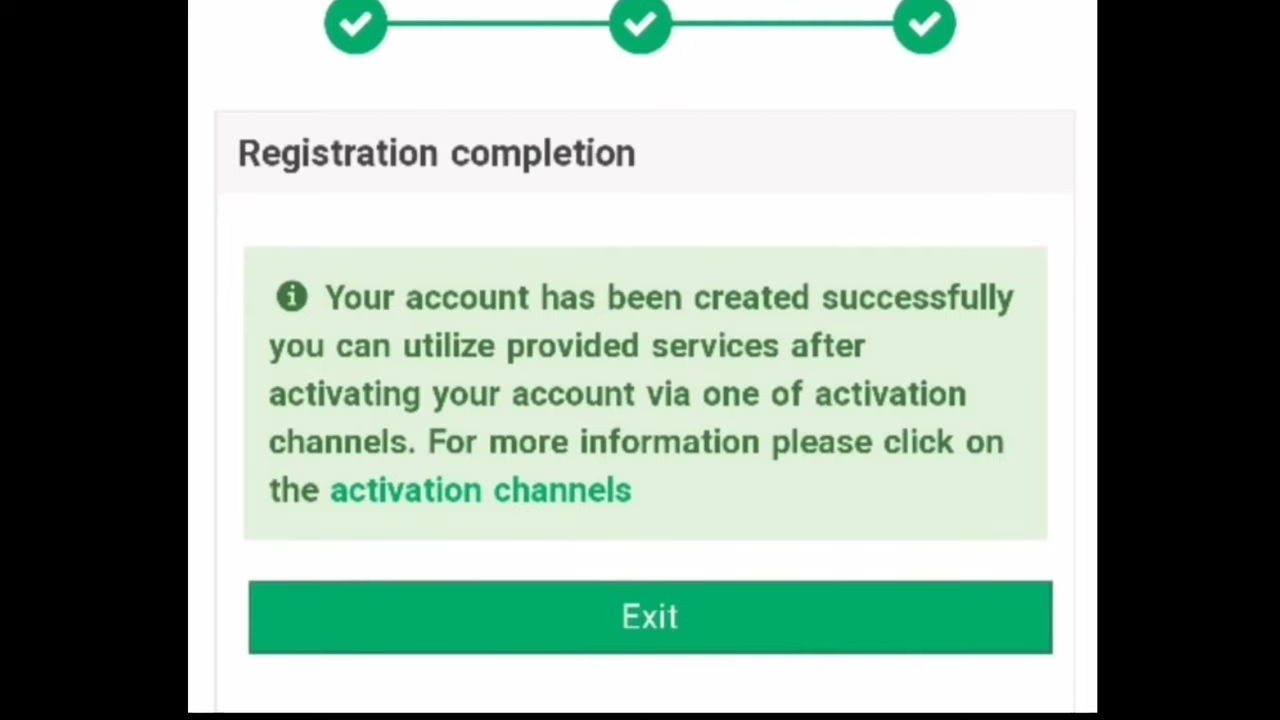 Registration completion
Your account has been created successfully
you can utilize provided services after
activating your account via one of activation
channels. For more information please click on
the activation channels
Exit